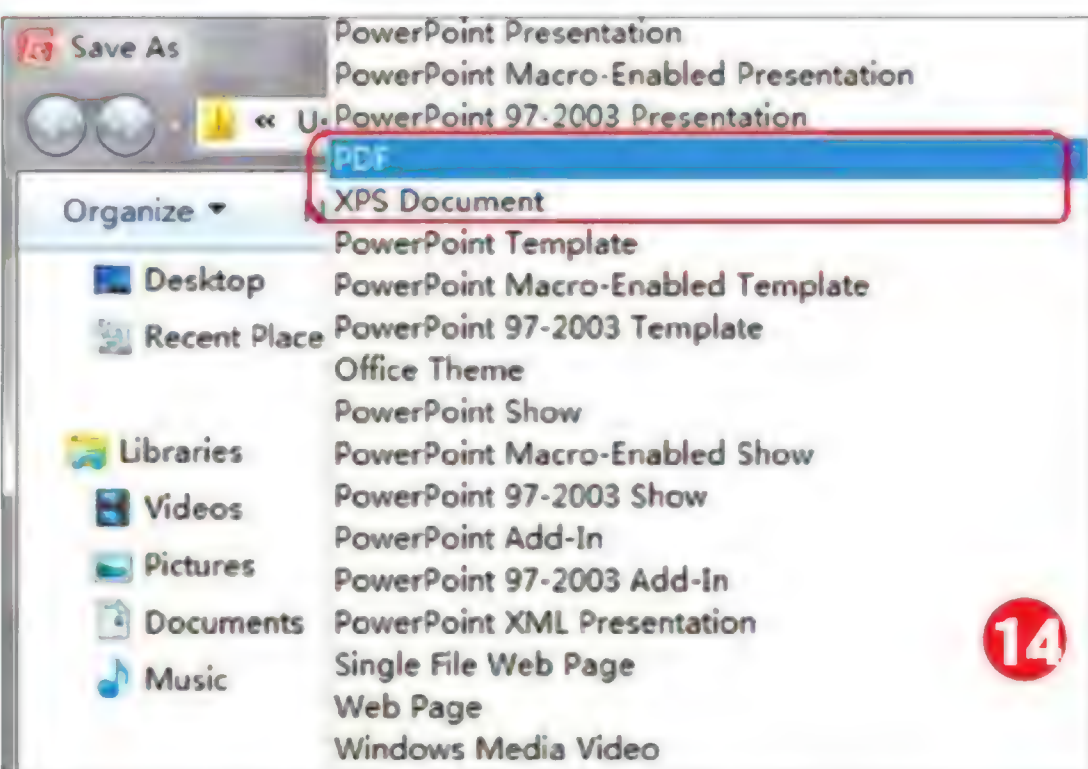 Save As
« U
Organize
N
Desktop
Recent Place
Libraries
Videos
Pictures
Documents
Music
PowerPoint Presentation
PowerPoint Macro-Enabled Presentation
PowerPoint 97-2003 Presentation
PDF
XPS Document
PowerPoint Template
PowerPoint Macro-Enabled Template
PowerPoint 97-2003 Template
Office Theme
PowerPoint Show
PowerPoint Macro-Enabled Show
PowerPoint 97-2003 Show
PowerPoint Add-In
PowerPoint 97-2003 Add-In
PowerPoint XML Presentation
Single File Web Page
Web Page
Windows Media Video
14